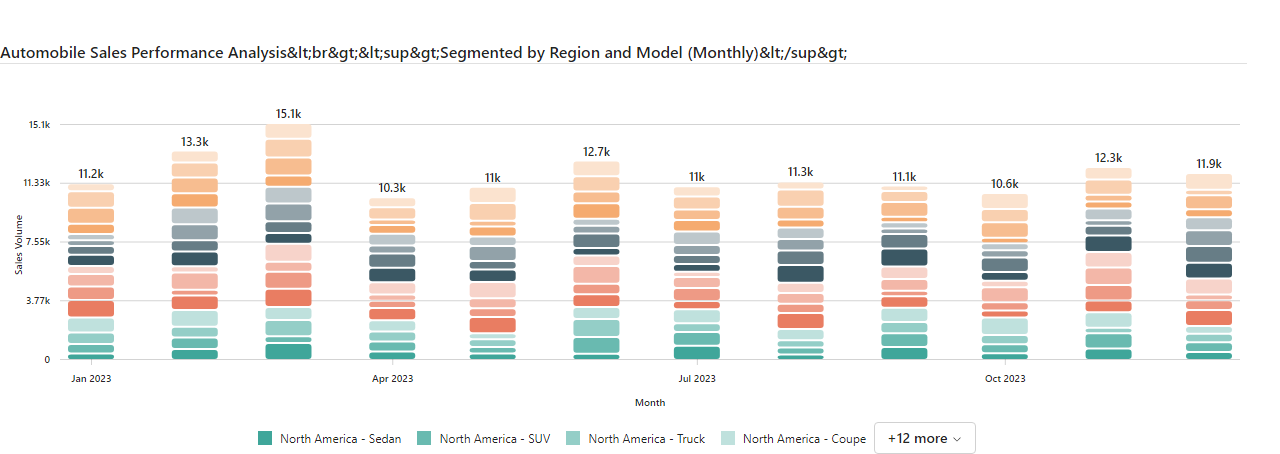 Automobile Sales Performance Analysis&lt;br&gt;&lt;sup&gt;Segmented by Region and Model (Monthly)&lt;/sup&gt;
15.1k
13.3k
12.7k
12.3k
11.9k
11.2k
11k
11k
11.3k
11.1k
10.6k
10.3k
15.1k
11.33k
7.55k
3.77k
0
Sales Volume
Jan 2023 Apr 2023 Jul 2023 Oct 2023
Month
North America - Sedan North America - SUV North America - Truck North America - Coupe +12 more